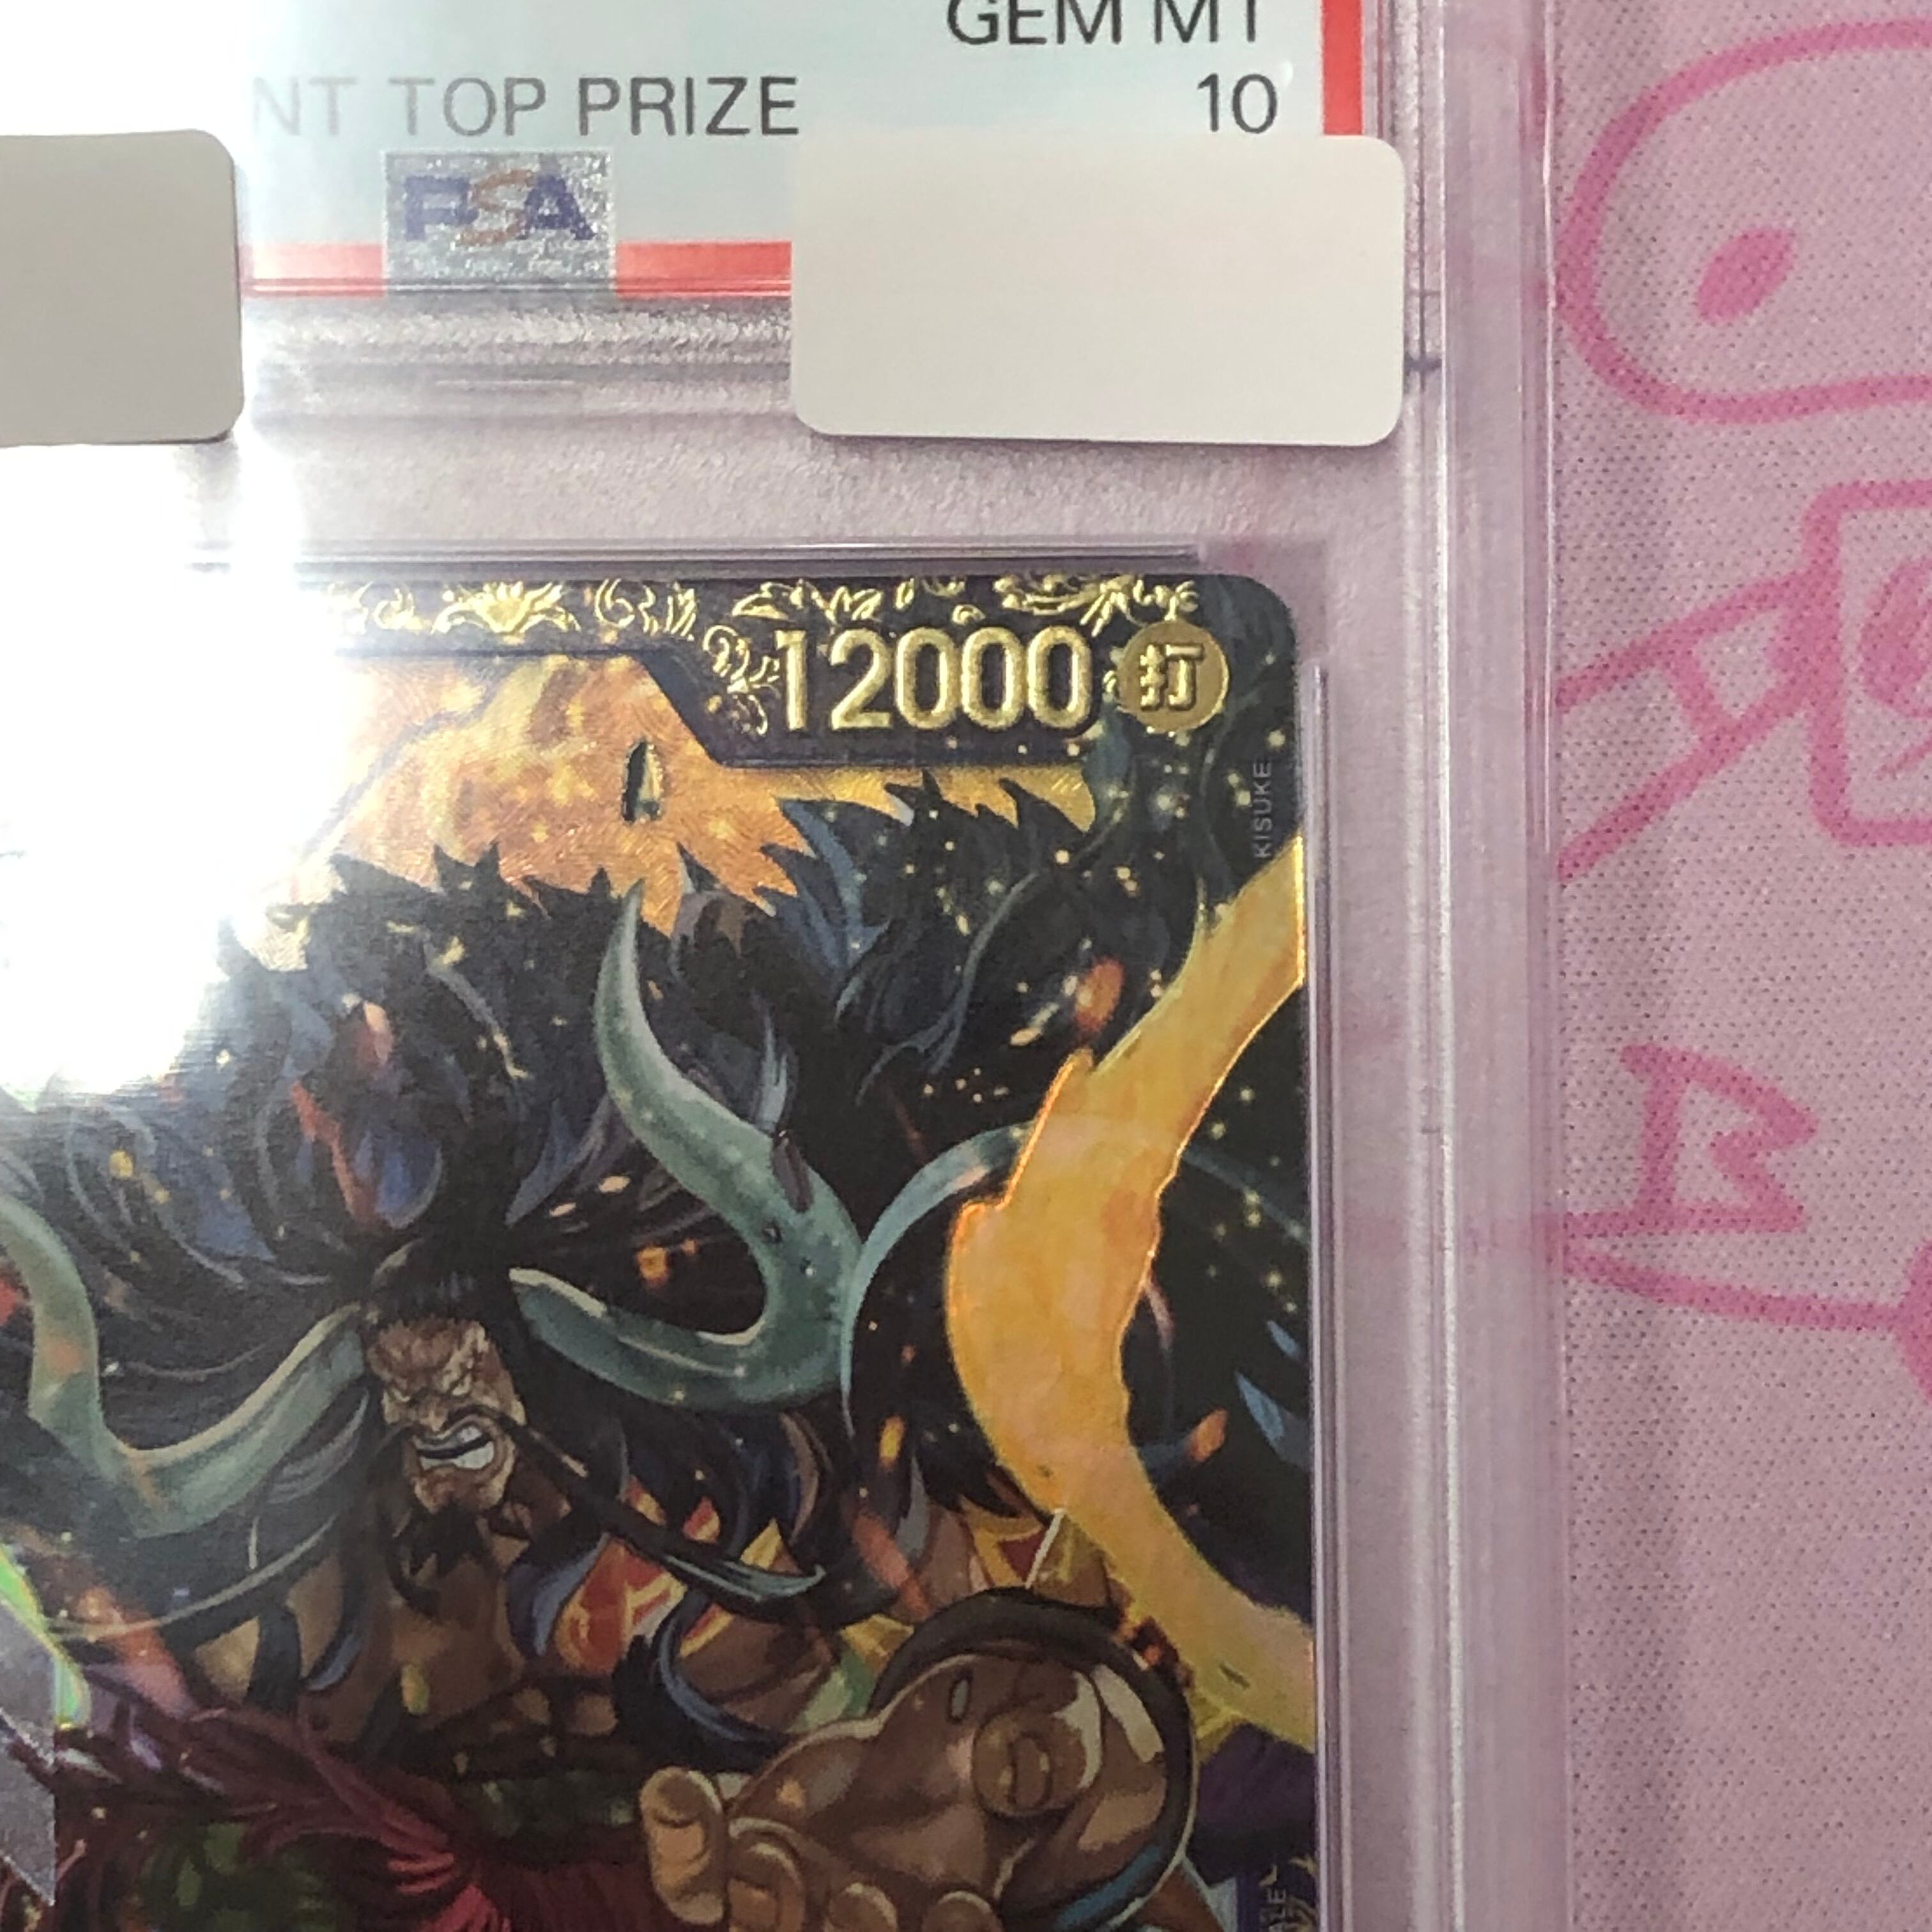 GEM MT
NT TOP PRIZE 10
PSA
12000 打
KISUKE